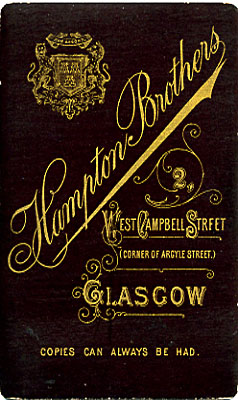 Hampton Brothers
2,
WEST CAMPBELL STREET
(CORNER OF ARGYLE STREET.)
GLASGOW
COPIES CAN ALWAYS BE HAD.